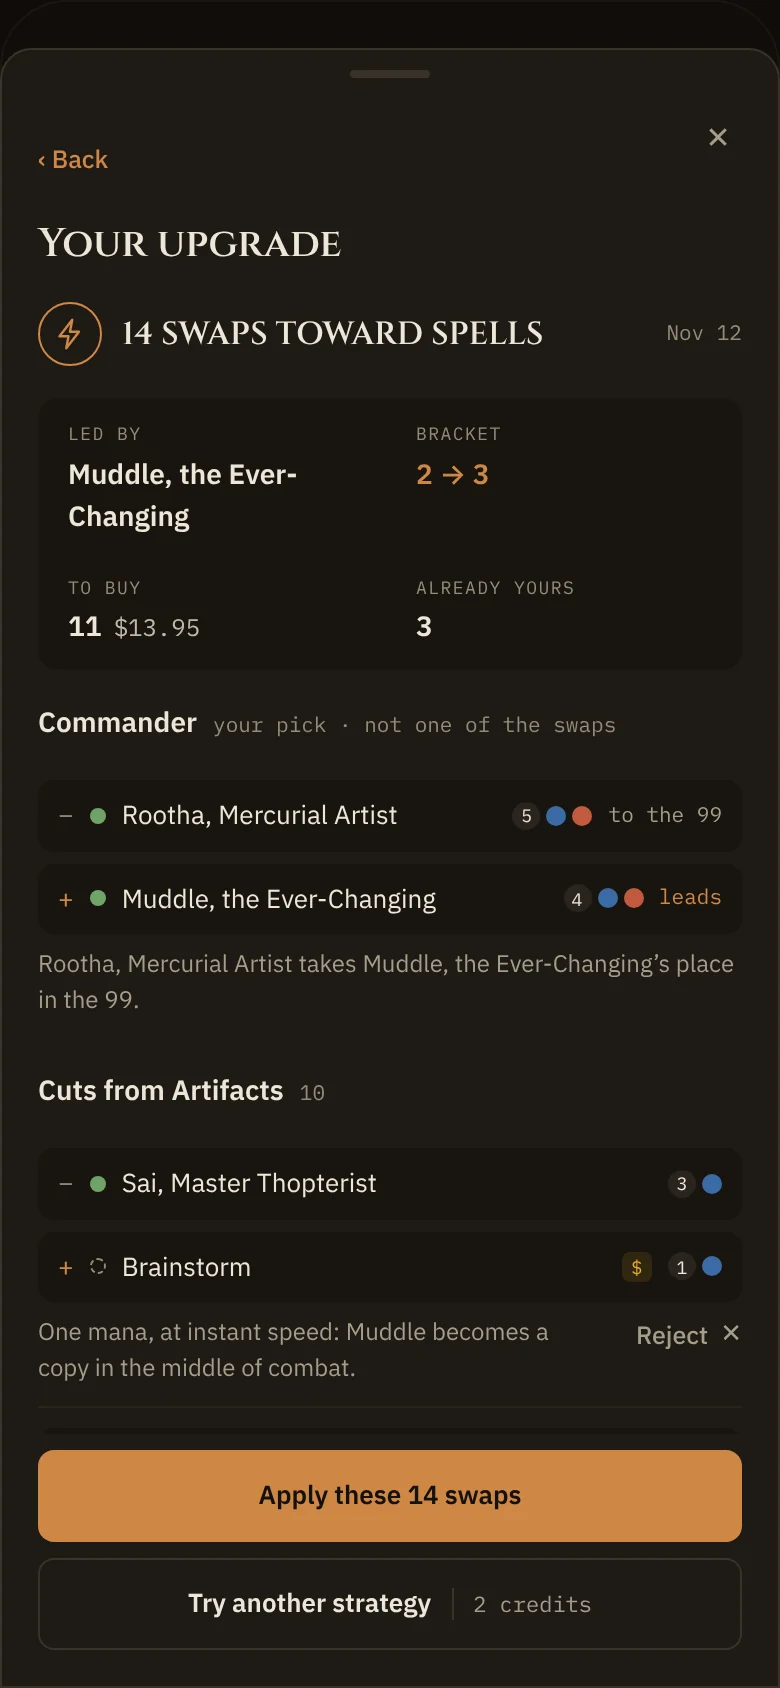 ‹ Back
✕
Your upgrade
14 SWAPS TOWARD SPELLS Nov 12
LED BY BRACKET
Muddle, the Ever- 2 → 3
Changing
TO BUY ALREADY YOURS
11 $13.95 3
Commander your pick · not one of the swaps
− Rootha, Mercurial Artist 5 to the 99
+ Muddle, the Ever-Changing 4 leads
Rootha, Mercurial Artist takes Muddle, the Ever-Changing’s place
in the 99.
Cuts from Artifacts 10
− Sai, Master Thopterist 3
+ Brainstorm $ 1
One mana, at instant speed: Muddle becomes a Reject ✕
copy in the middle of combat.
Apply these 14 swaps
Try another strategy 2 credits